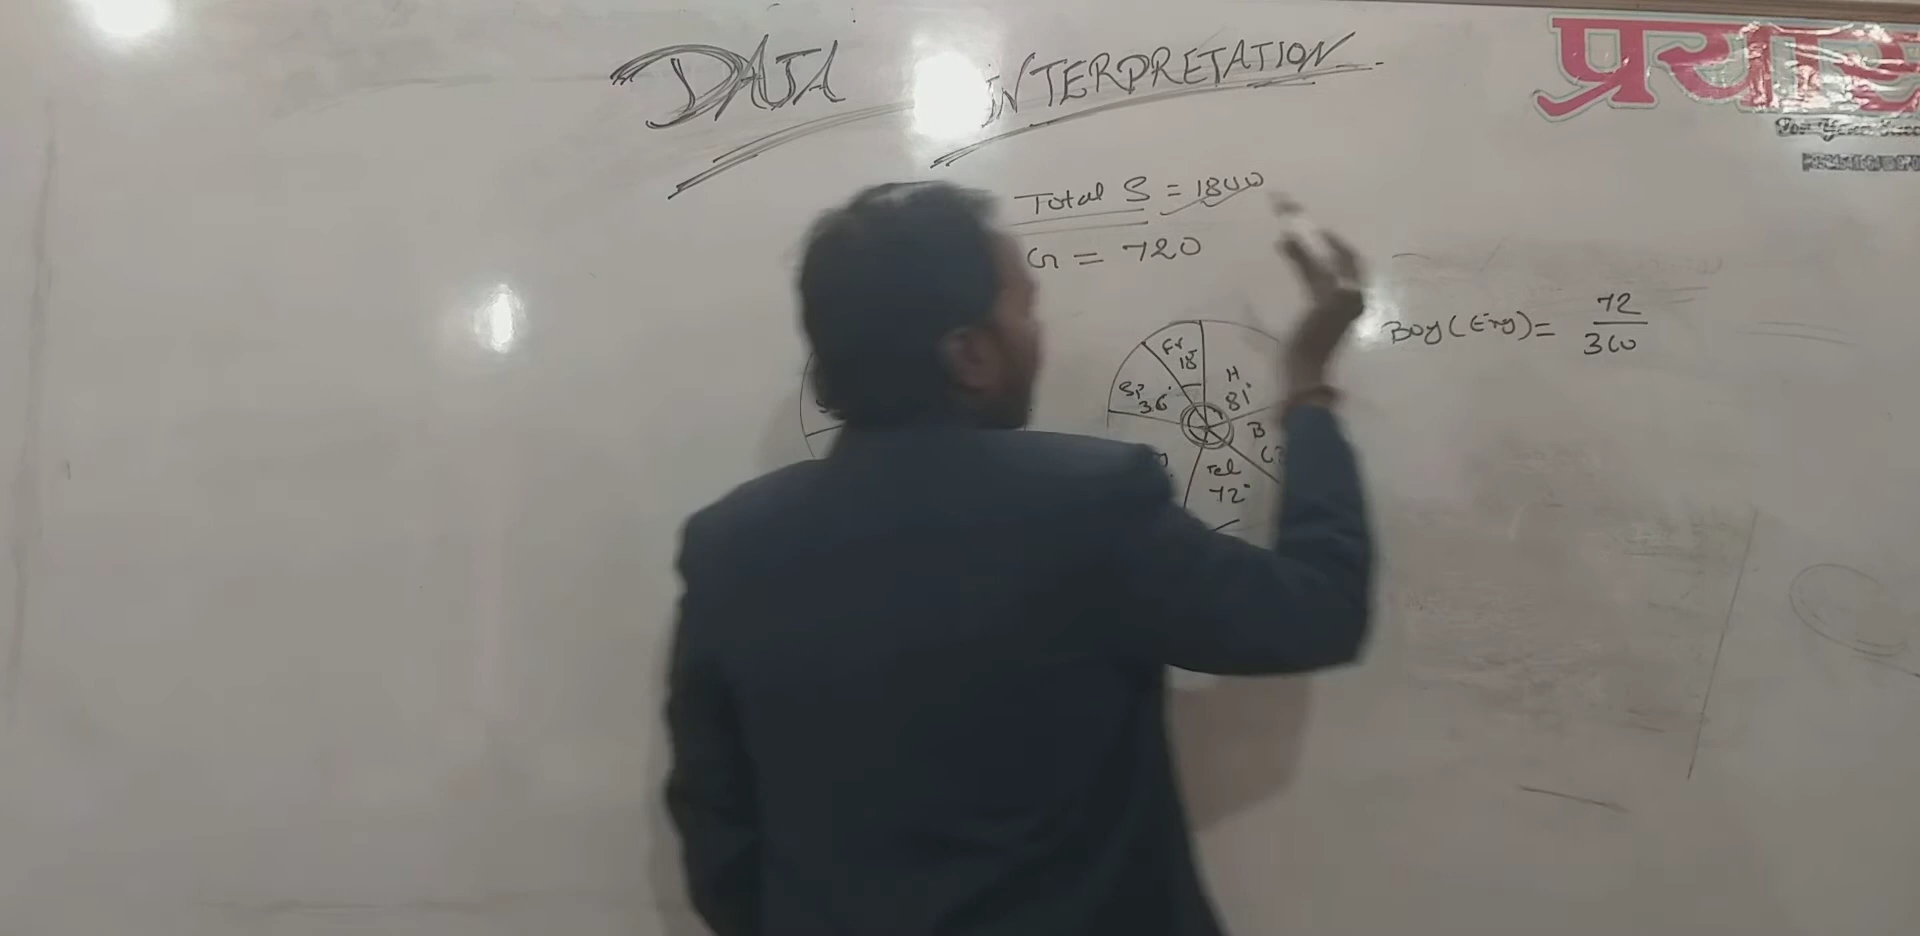 DATA INTERPRETATION
प्रयास
Total S = 1800
G = 720
Boy (Eng) = 72
360
Fr
18
H
81°
Sp
36°
B
Tel
72°